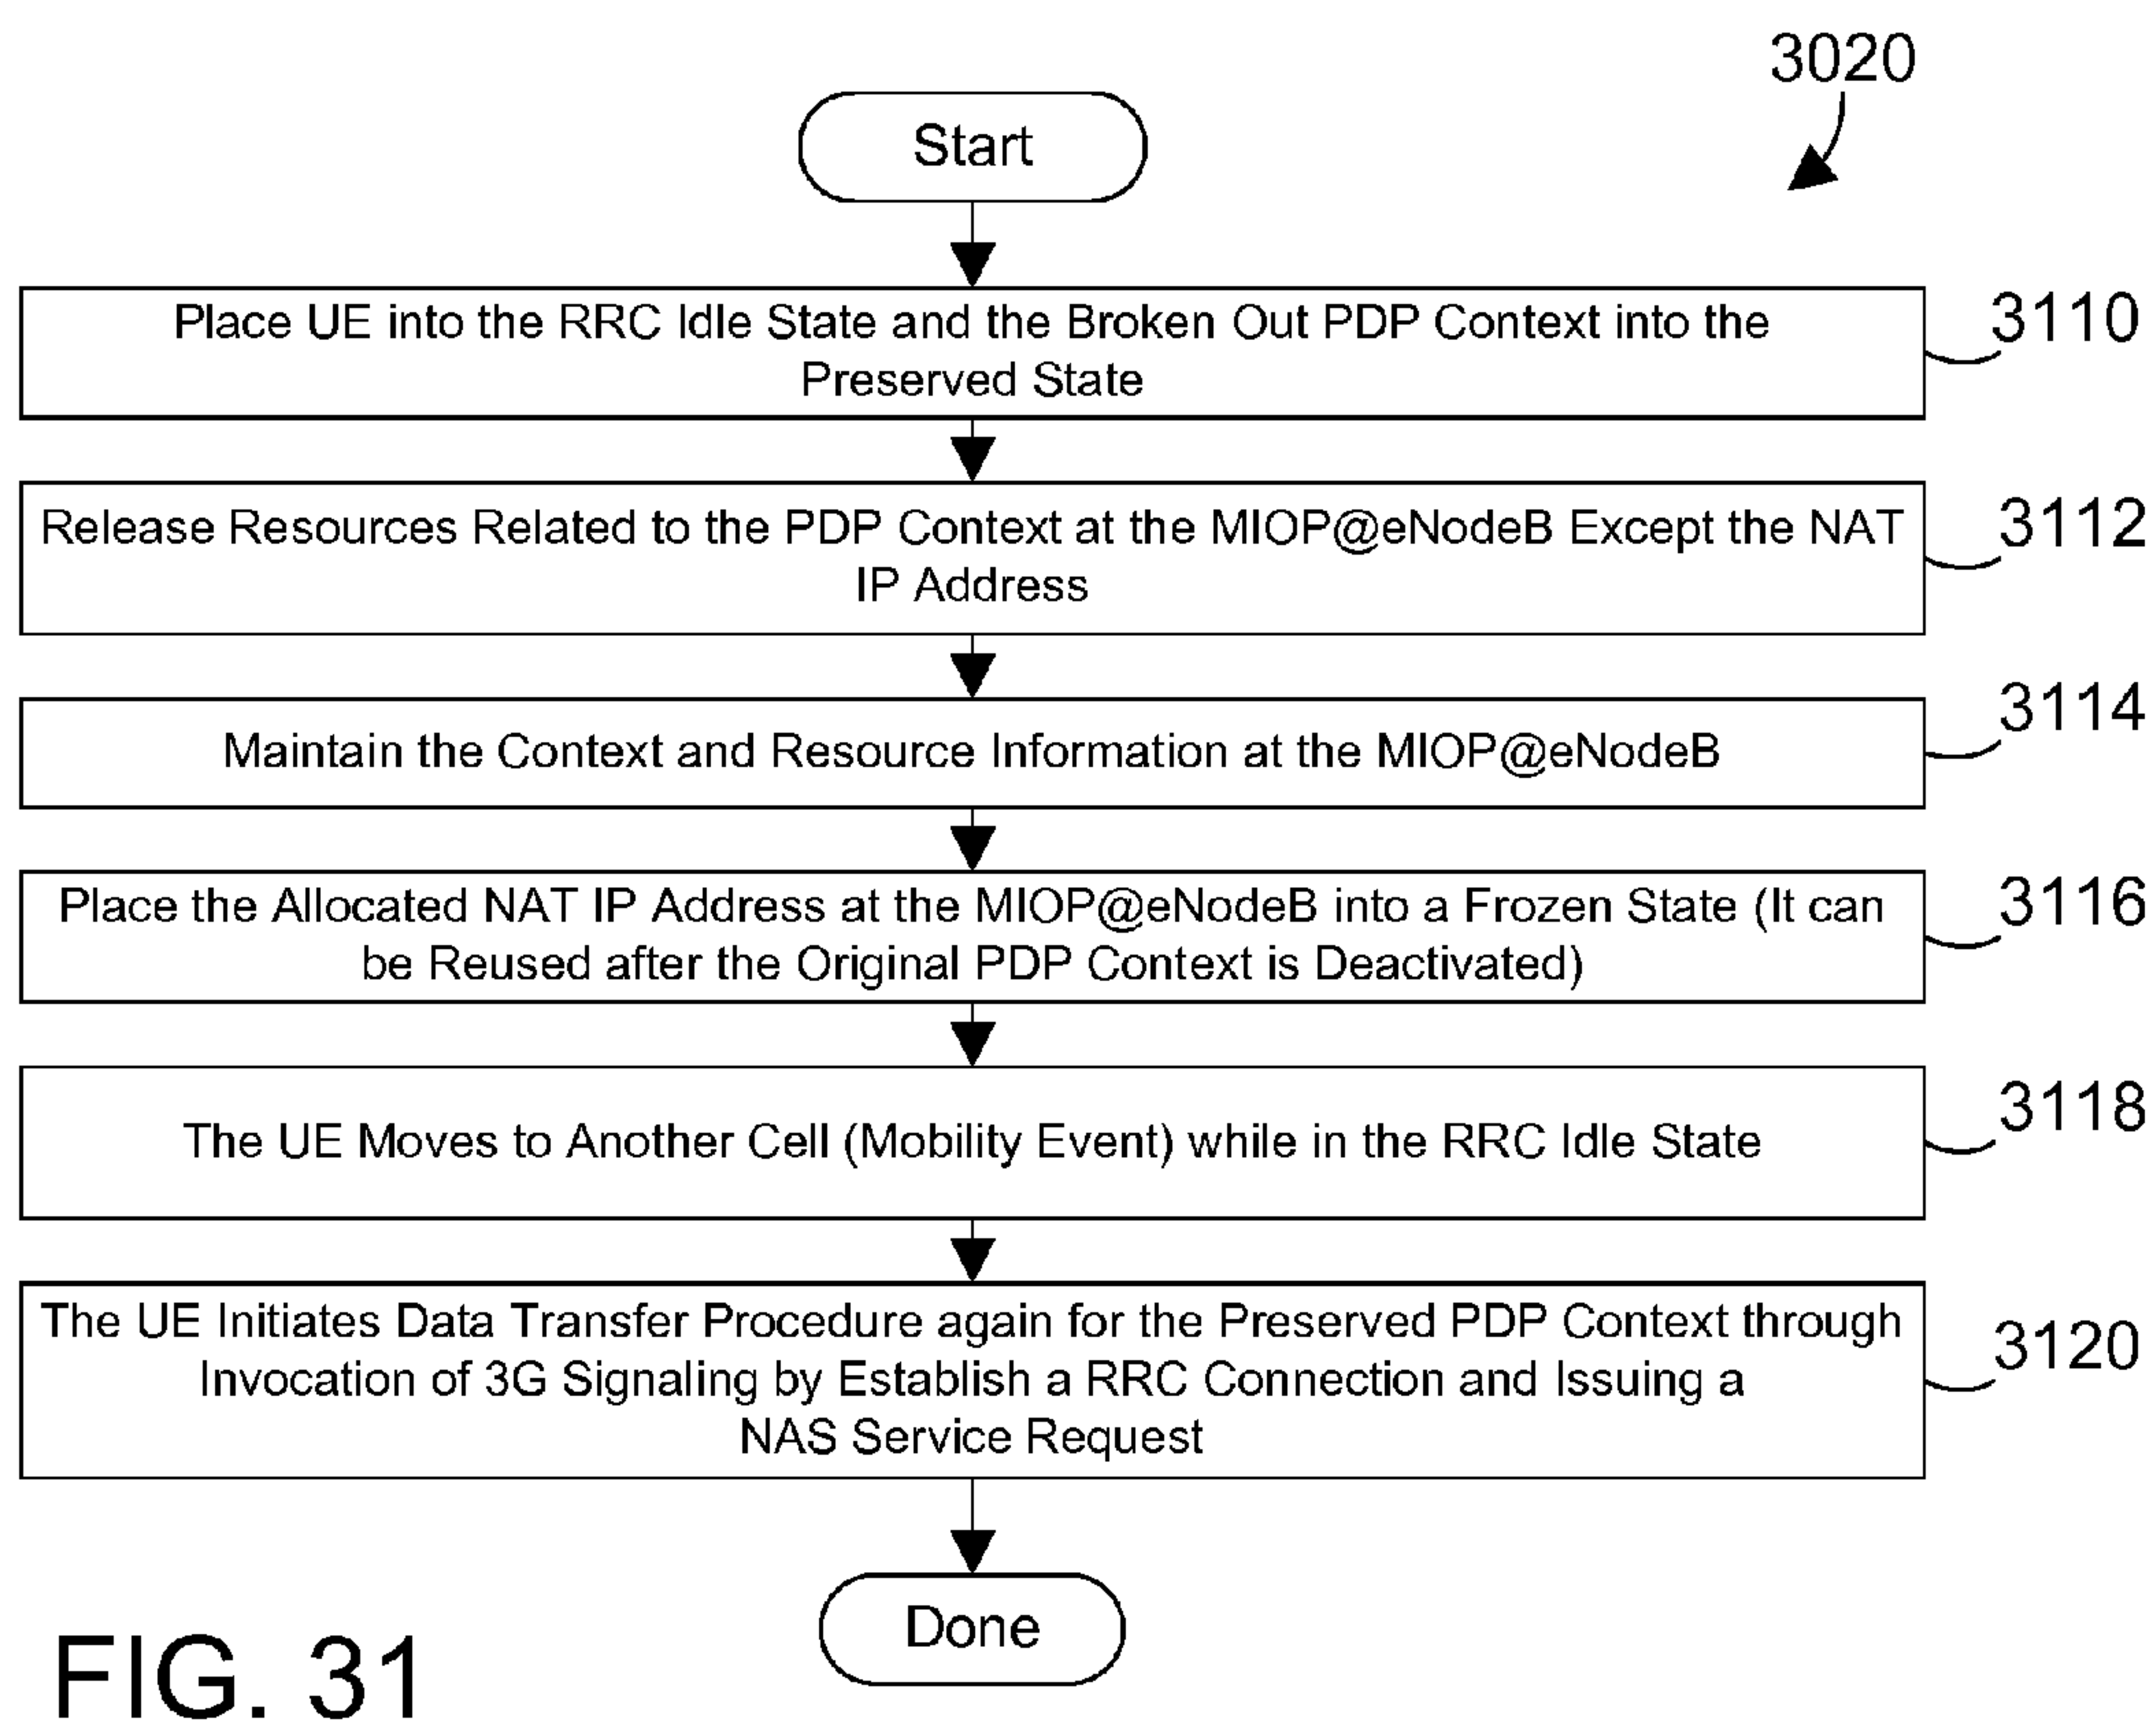 3020
Start
Place UE into the RRC Idle State and the Broken Out PDP Context into the
Preserved State
3110
Release Resources Related to the PDP Context at the MIOP@eNodeB Except the NAT
IP Address
3112
Maintain the Context and Resource Information at the MIOP@eNodeB
3114
Place the Allocated NAT IP Address at the MIOP@eNodeB into a Frozen State (It can
be Reused after the Original PDP Context is Deactivated)
3116
The UE Moves to Another Cell (Mobility Event) while in the RRC Idle State
3118
The UE Initiates Data Transfer Procedure again for the Preserved PDP Context through
Invocation of 3G Signaling by Establish a RRC Connection and Issuing a
NAS Service Request
3120
Done
FIG. 31